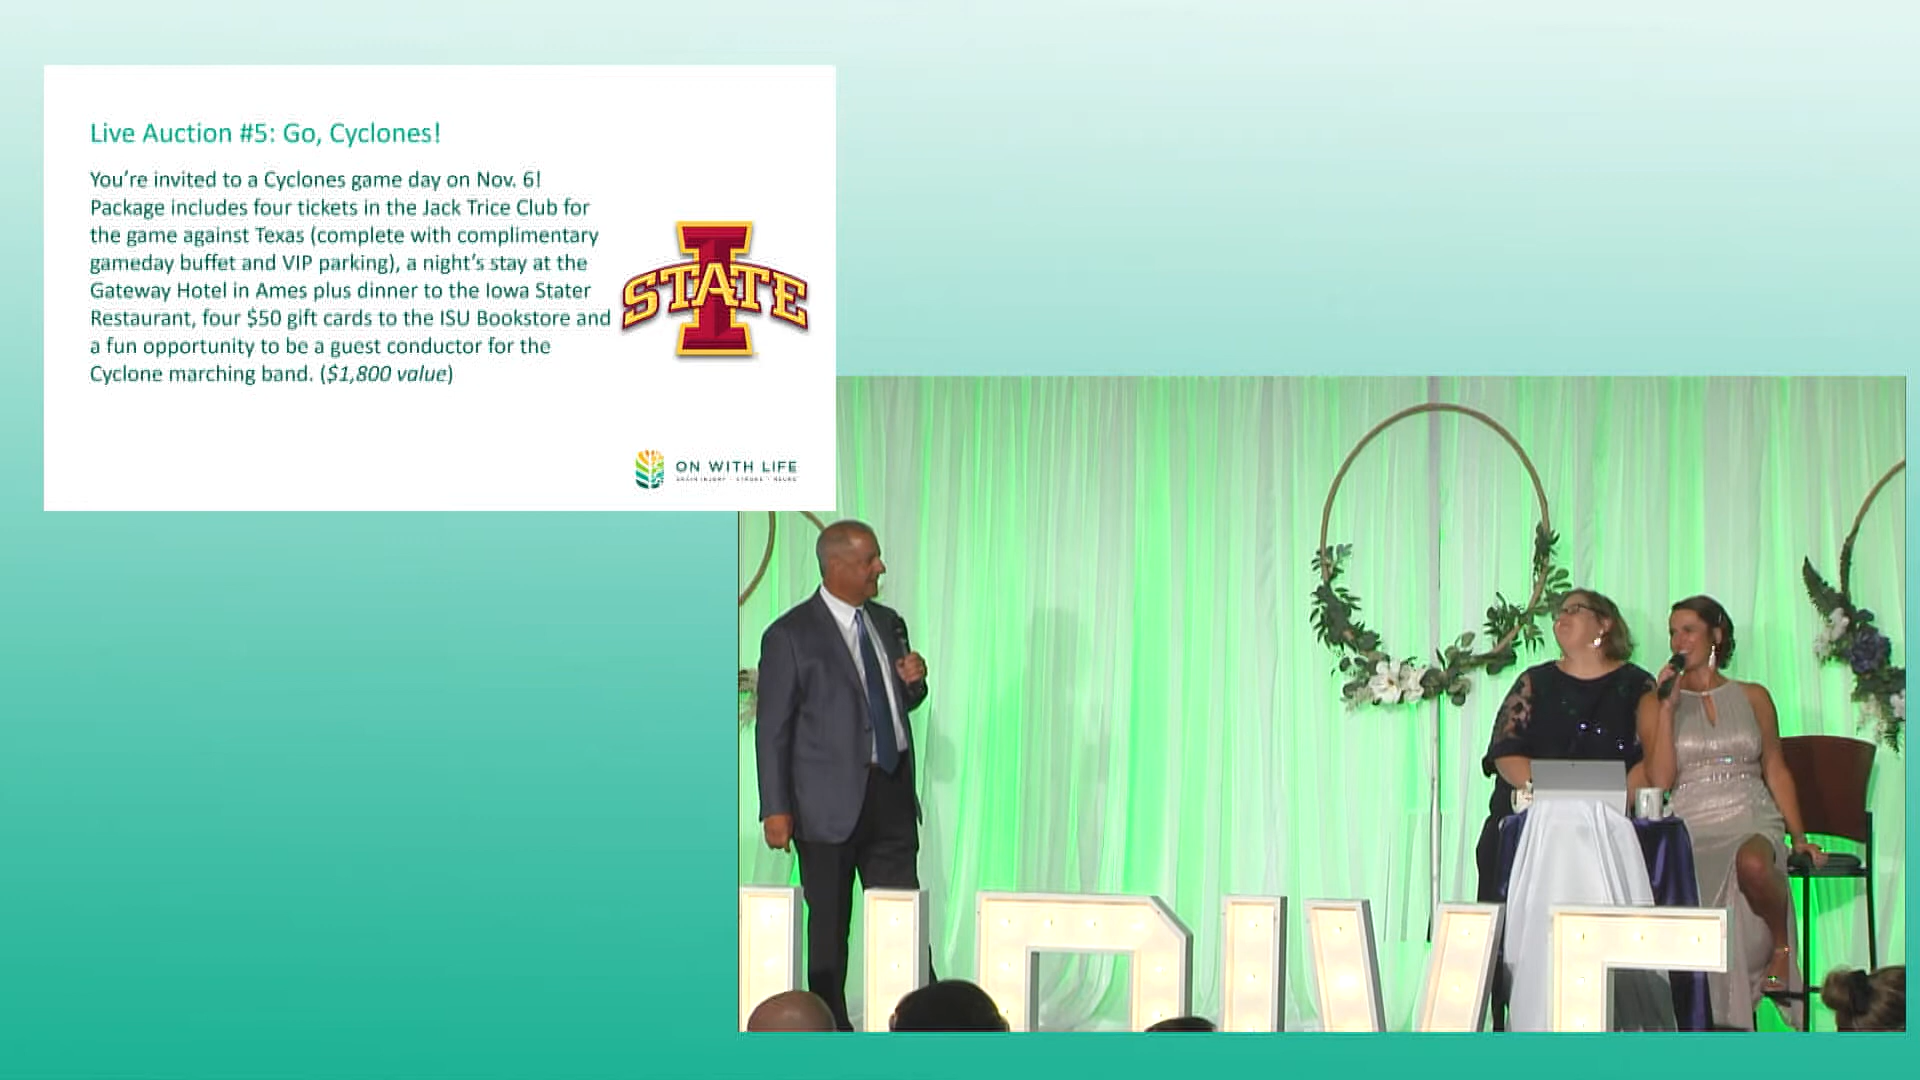 Live Auction #5: Go, Cyclones!
You're invited to a Cyclones game day on Nov. 6!
Package includes four tickets in the Jack Trice Club for
the game against Texas (complete with complimentary
gameday buffet and VIP parking), a night's stay at the
Gateway Hotel in Ames plus dinner to the Iowa Stater
Restaurant, four $50 gift cards to the ISU Bookstore and
a fun opportunity to be a guest conductor for the
Cyclone marching band. ($1,800 value)
I
STATE
ON WITH LIFE
BRAIN INJURY · STROKE · NEURO